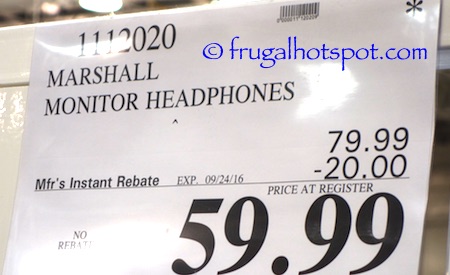 *
1112020
© frugalhotspot.com
MARSHALL
MONITOR HEADPHONES
79.99
Mfr's Instant Rebate EXP. 09/24/16 -20.00
PRICE AT REGISTER
NO
REBATE
59.99